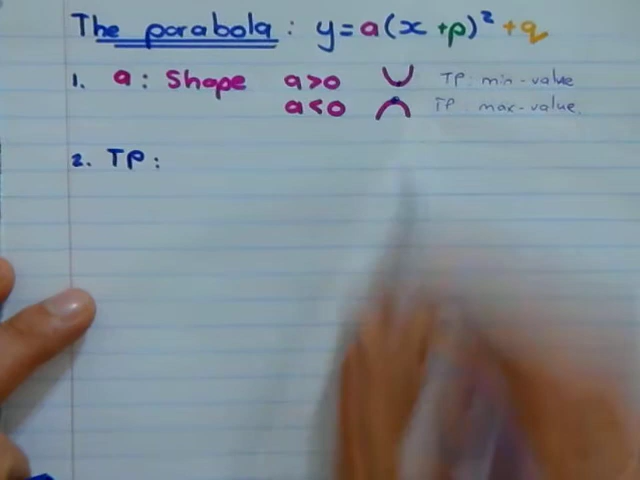 The parabola : y=a(x+p)²+q
1. a : Shape a>0 TP: min-value
a<0 TP: max-value.
2. TP: